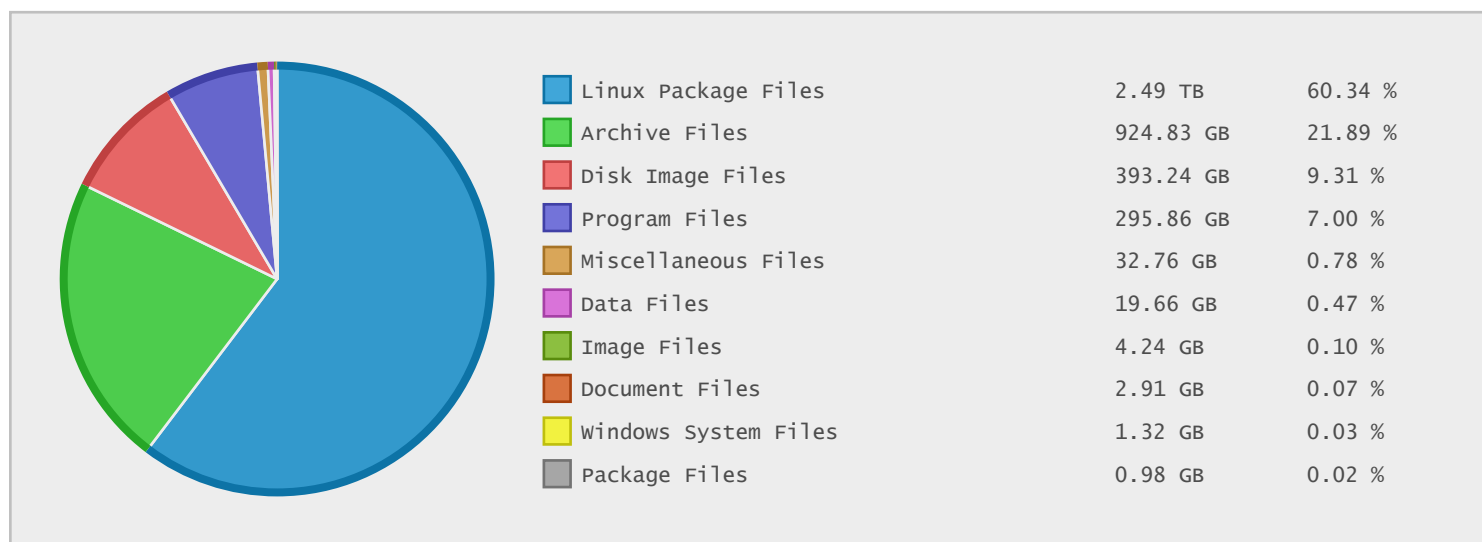 Linux Package Files 2.49 TB 60.34 %
Archive Files 924.83 GB 21.89 %
Disk Image Files 393.24 GB 9.31 %
Program Files 295.86 GB 7.00 %
Miscellaneous Files 32.76 GB 0.78 %
Data Files 19.66 GB 0.47 %
Image Files 4.24 GB 0.10 %
Document Files 2.91 GB 0.07 %
Windows System Files 1.32 GB 0.03 %
Package Files 0.98 GB 0.02 %